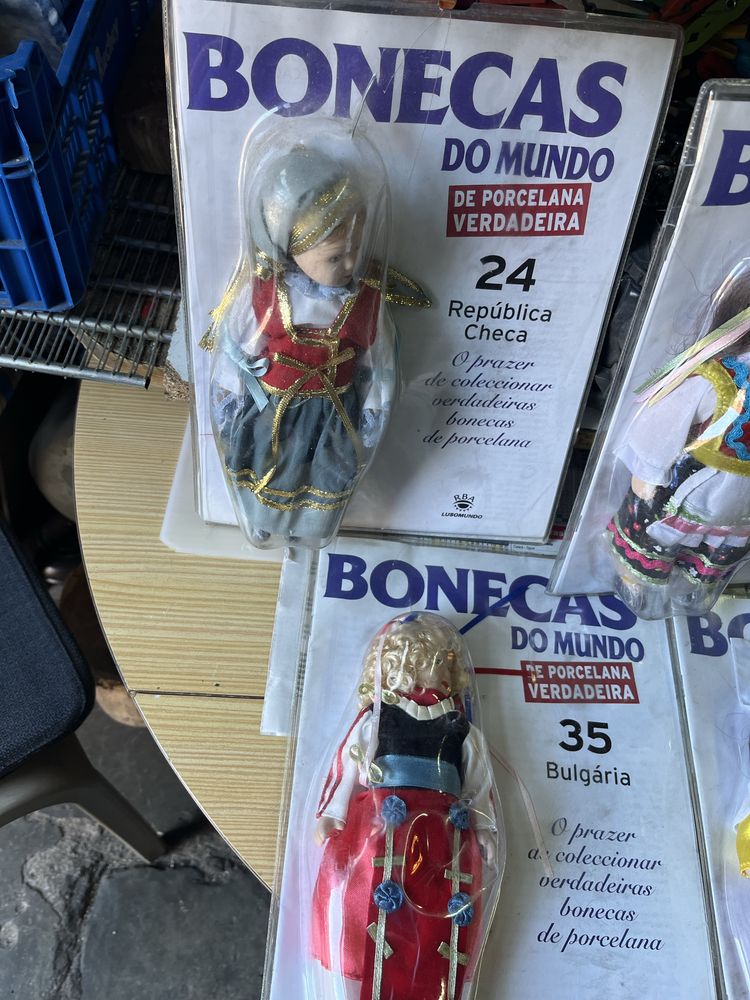 BONECAS
DO MUNDO
DE PORCELANA
VERDADEIRA
24
República
Checa
O prazer
de coleccionar
verdadeiras
bonecas
de porcelana
RBA
LUSOMUNDO
B
BONECAS
DO MUNDO
DE PORCELANA
VERDADEIRA
35
Bulgária
O prazer
de coleccionar
verdadeiras
bonecas
de porcelana
BO